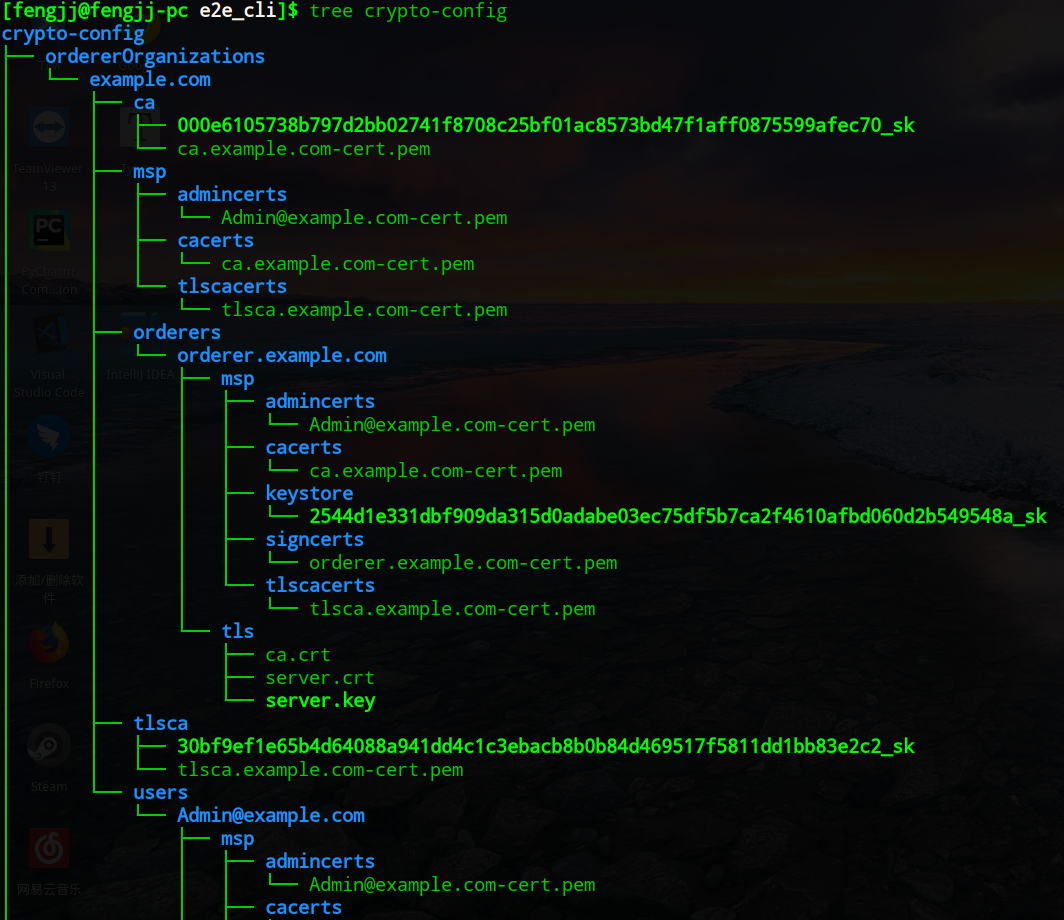 [fengjj@fengjj-pc e2e_cli]$ tree crypto-config
crypto-config
├── ordererOrganizations
│   └── example.com
│       ├── ca
│       │   ├── 000e6105738b797d2bb02741f8708c25bf01ac8573bd47f1aff0875599afec70_sk
│       │   └── ca.example.com-cert.pem
│       ├── msp
│       │   ├── admincerts
│       │   │   └── Admin@example.com-cert.pem
│       │   ├── cacerts
│       │   │   └── ca.example.com-cert.pem
│       │   └── tlscacerts
│       │       └── tlsca.example.com-cert.pem
│       ├── orderers
│       │   └── orderer.example.com
│       │       ├── msp
│       │       │   ├── admincerts
│       │       │   │   └── Admin@example.com-cert.pem
│       │       │   ├── cacerts
│       │       │   │   └── ca.example.com-cert.pem
│       │       │   ├── keystore
│       │       │   │   └── 2544d1e331dbf909da315d0adabe03ec75df5b7ca2f4610afbd060d2b549548a_sk
│       │       │   ├── signcerts
│       │       │   │   └── orderer.example.com-cert.pem
│       │       │   └── tlscacerts
│       │       │       └── tlsca.example.com-cert.pem
│       │       └── tls
│       │           ├── ca.crt
│       │           ├── server.crt
│       │           └── server.key
│       ├── tlsca
│       │   ├── 30bf9ef1e65b4d64088a941dd4c1c3ebacb8b0b84d469517f5811dd1bb83e2c2_sk
│       │   └── tlsca.example.com-cert.pem
│       └── users
│           └── Admin@example.com
│               ├── msp
│               │   ├── admincerts
│               │   │   └── Admin@example.com-cert.pem
│               │   ├── cacerts
TeamViewer
13
PC
PyCharm
Com...ion
Visual
Studio Code
IntelliJ IDEA
钉钉
添加/删除软
件
Firefox
Steam
网易云音乐